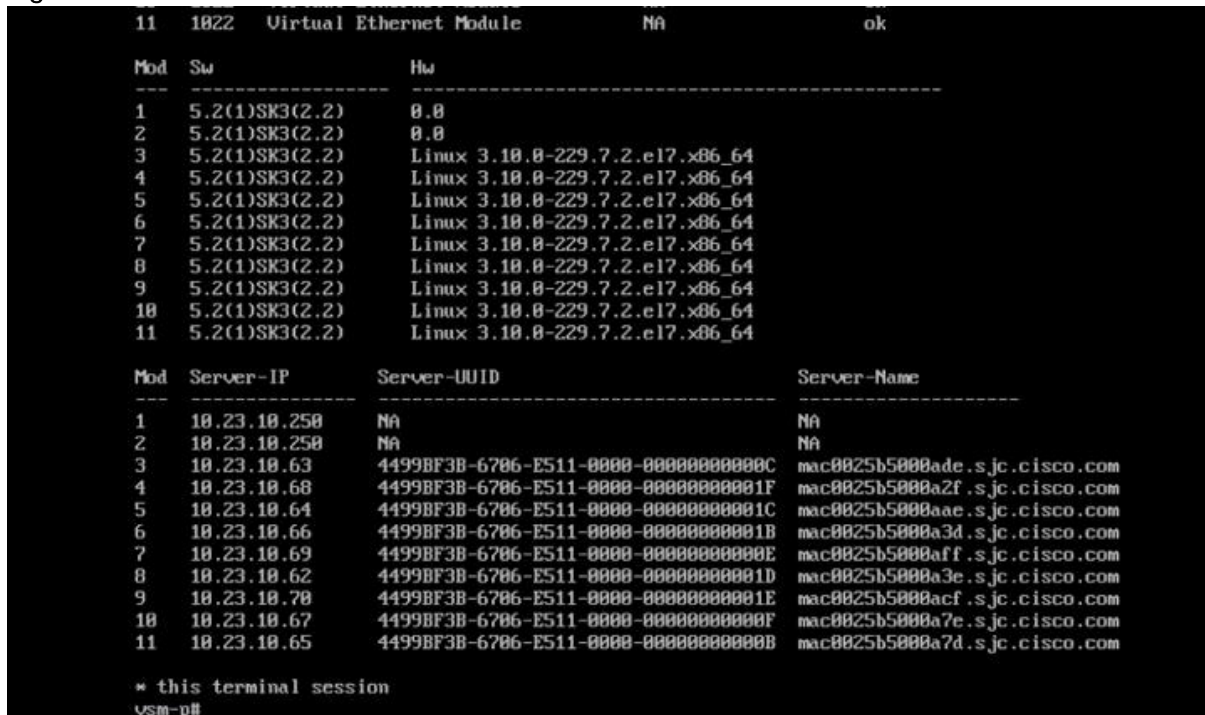 11 1022 Virtual Ethernet Module NA ok
Mod Sw Hw
--- ------------------ ------------------------------------------------
1 5.2(1)SK3(2.2) 0.0
2 5.2(1)SK3(2.2) 0.0
3 5.2(1)SK3(2.2) Linux 3.10.0-229.7.2.el7.x86_64
4 5.2(1)SK3(2.2) Linux 3.10.0-229.7.2.el7.x86_64
5 5.2(1)SK3(2.2) Linux 3.10.0-229.7.2.el7.x86_64
6 5.2(1)SK3(2.2) Linux 3.10.0-229.7.2.el7.x86_64
7 5.2(1)SK3(2.2) Linux 3.10.0-229.7.2.el7.x86_64
8 5.2(1)SK3(2.2) Linux 3.10.0-229.7.2.el7.x86_64
9 5.2(1)SK3(2.2) Linux 3.10.0-229.7.2.el7.x86_64
10 5.2(1)SK3(2.2) Linux 3.10.0-229.7.2.el7.x86_64
11 5.2(1)SK3(2.2) Linux 3.10.0-229.7.2.el7.x86_64
Mod Server-IP Server-UUID Server-Name
--- --------------- ------------------------------------ --------------------
1 10.23.10.250 NA NA
2 10.23.10.250 NA NA
3 10.23.10.63 4499BF3B-6706-E511-0000-00000000000C mac0025b5000ade.sjc.cisco.com
4 10.23.10.68 4499BF3B-6706-E511-0000-00000000001F mac0025b5000a2f.sjc.cisco.com
5 10.23.10.64 4499BF3B-6706-E511-0000-00000000001C mac0025b5000aae.sjc.cisco.com
6 10.23.10.66 4499BF3B-6706-E511-0000-00000000001B mac0025b5000a3d.sjc.cisco.com
7 10.23.10.69 4499BF3B-6706-E511-0000-00000000000E mac0025b5000aff.sjc.cisco.com
8 10.23.10.62 4499BF3B-6706-E511-0000-00000000001D mac0025b5000a3e.sjc.cisco.com
9 10.23.10.70 4499BF3B-6706-E511-0000-00000000001E mac0025b5000acf.sjc.cisco.com
10 10.23.10.67 4499BF3B-6706-E511-0000-00000000000F mac0025b5000a7e.sjc.cisco.com
11 10.23.10.65 4499BF3B-6706-E511-0000-00000000000B mac0025b5000a7d.sjc.cisco.com
* this terminal session
vsm-p#